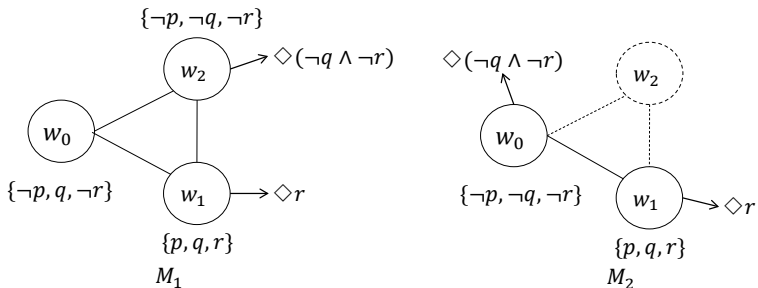 {¬p, ¬q, ¬r}
w₂
◇(¬q ∧ ¬r)
w₀
{¬p, q, ¬r}
w₁
◇r
{p, q, r}
M₁
◇(¬q ∧ ¬r)
w₂
w₀
{¬p, ¬q, ¬r}
w₁
◇r
{p, q, r}
M₂